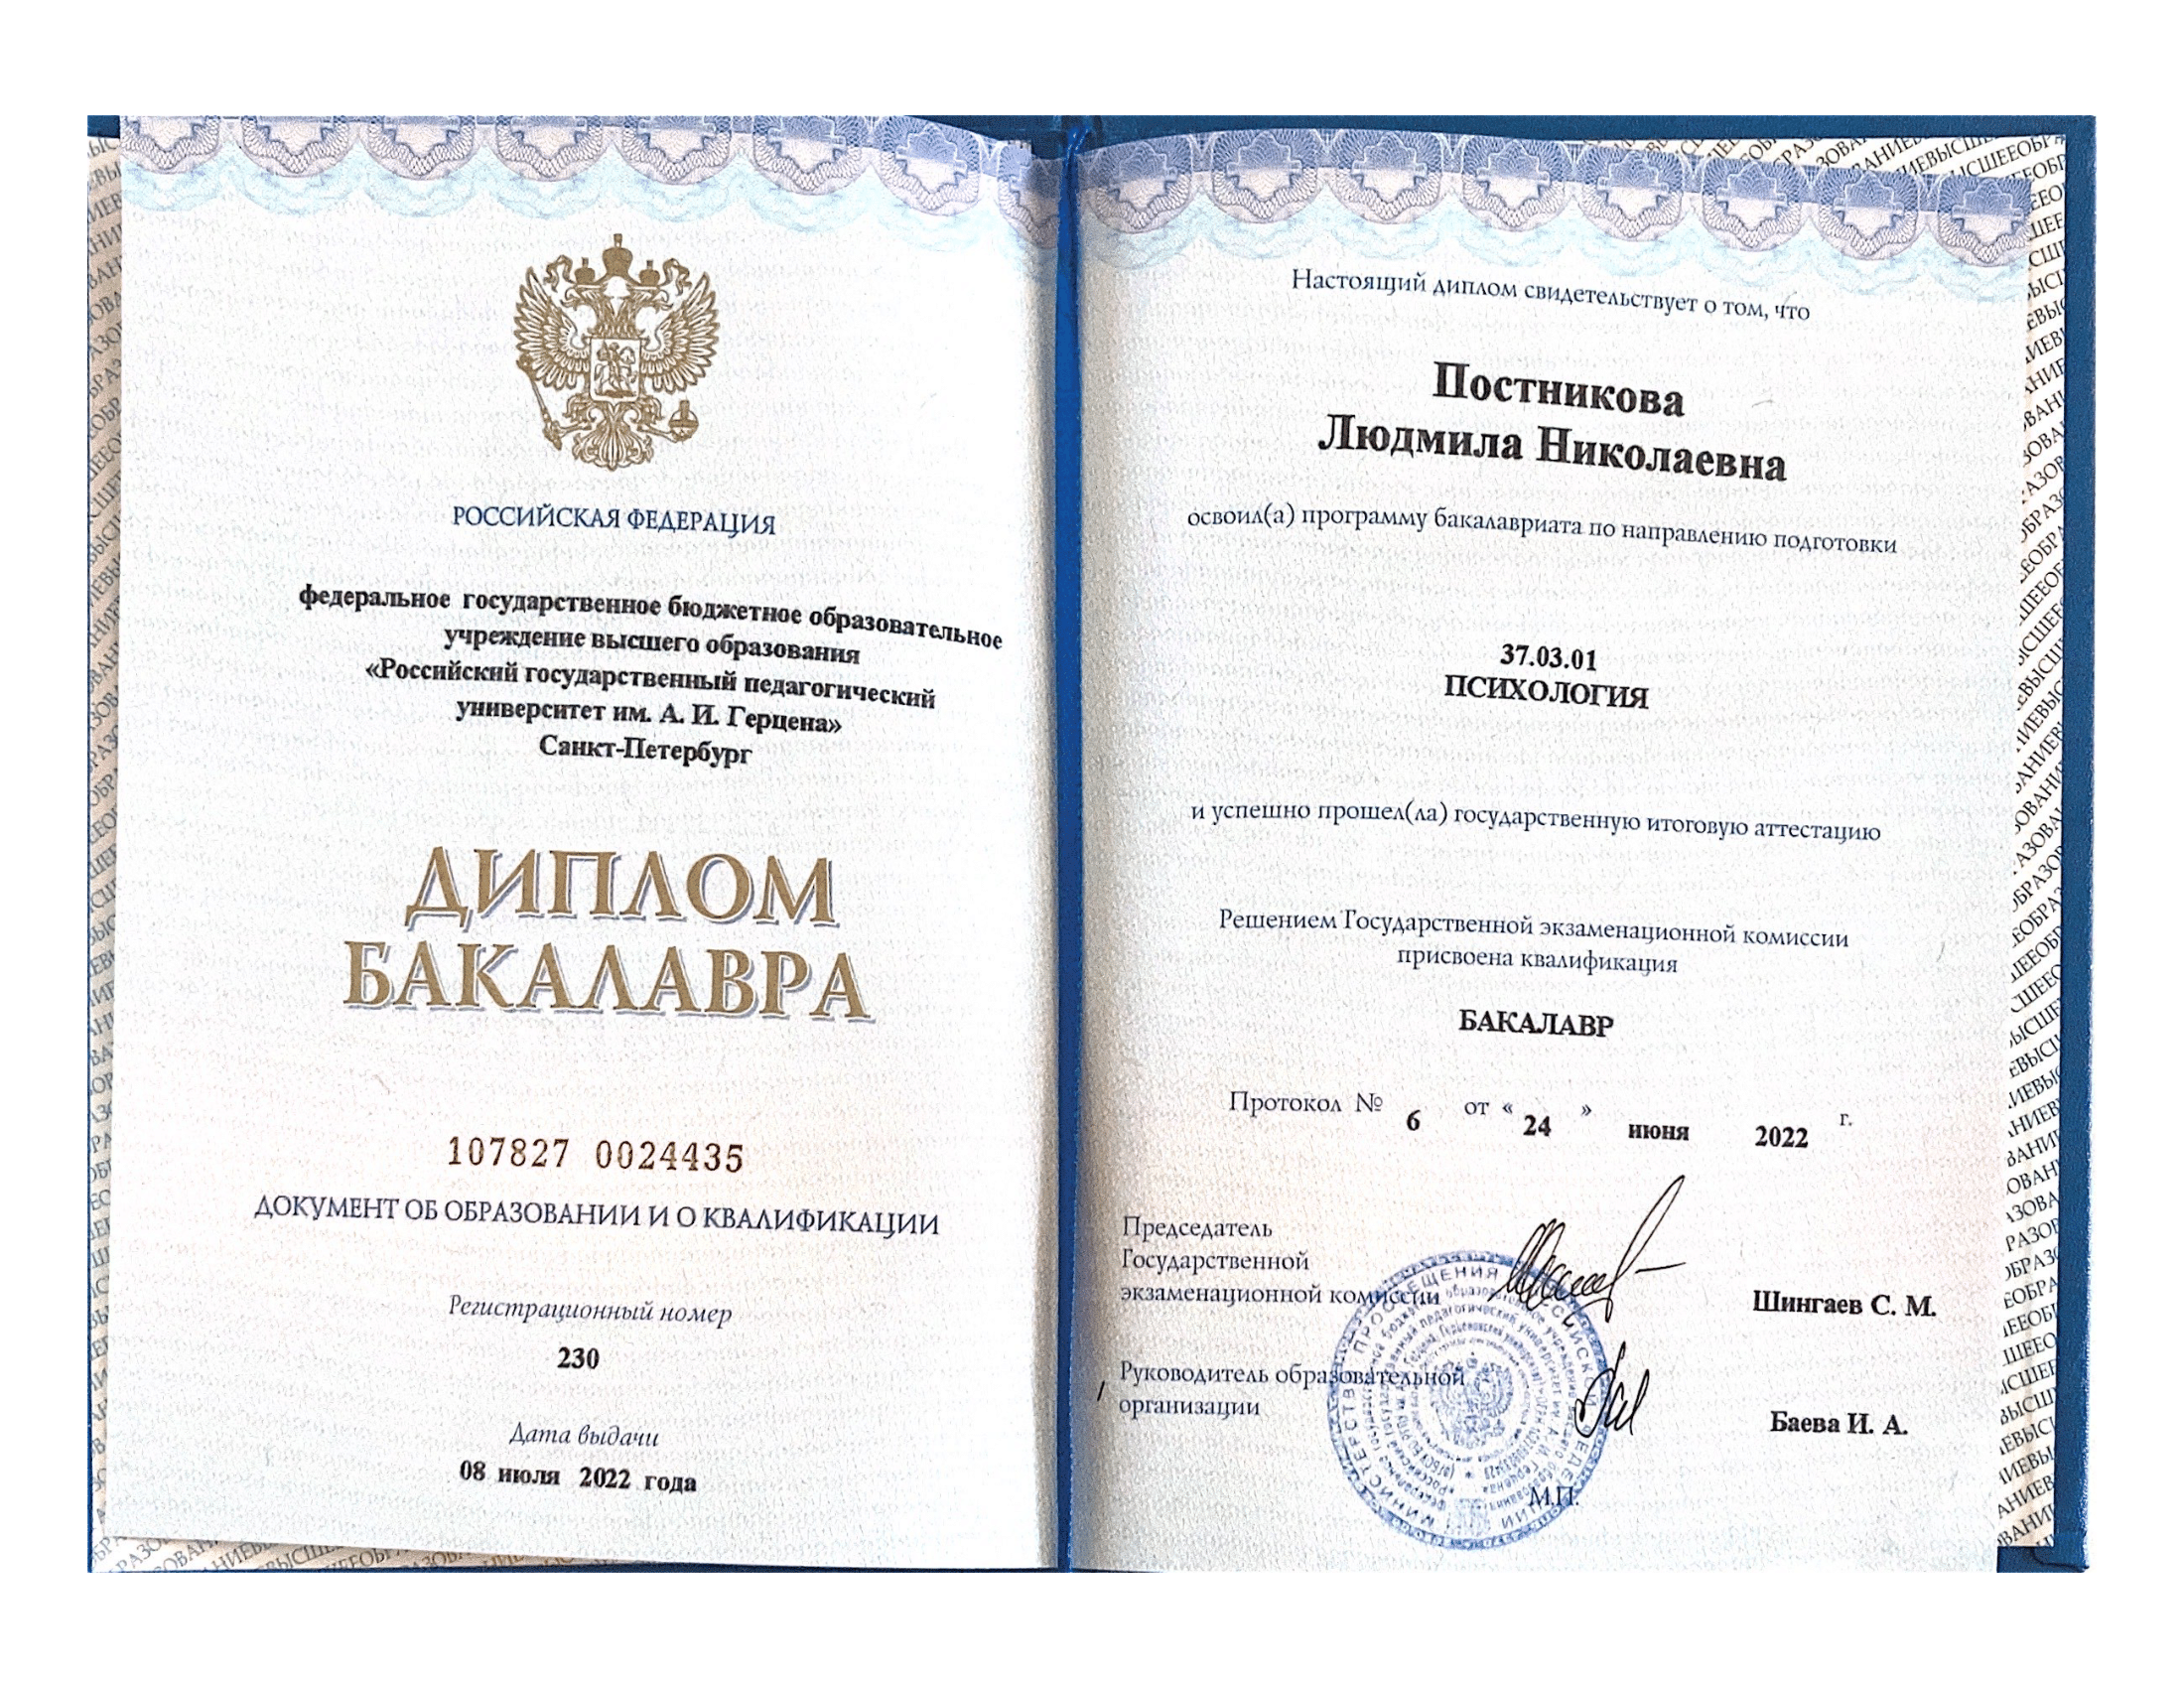 РОССИЙСКАЯ ФЕДЕРАЦИЯ
федеральное государственное бюджетное образовательное
учреждение высшего образования
«Российский государственный педагогический
университет им. А. И. Герцена»
Санкт-Петербург
ДИПЛОМ
БАКАЛАВРА
107827 0024435
ДОКУМЕНТ ОБ ОБРАЗОВАНИИ И О КВАЛИФИКАЦИИ
Регистрационный номер
230
Дата выдачи
08 июля 2022 года
Настоящий диплом свидетельствует о том, что
Постникова
Людмила Николаевна
освоил(а) программу бакалавриата по направлению подготовки
37.03.01
ПСИХОЛОГИЯ
и успешно прошел(ла) государственную итоговую аттестацию
Решением Государственной экзаменационной комиссии
присвоена квалификация
БАКАЛАВР
Протокол № 6 от « 24 » июня 2022 г.
Председатель
Государственной
экзаменационной комиссии
Шингаев С. М.
Руководитель образовательной
организации
Баева И. А.
М.П.